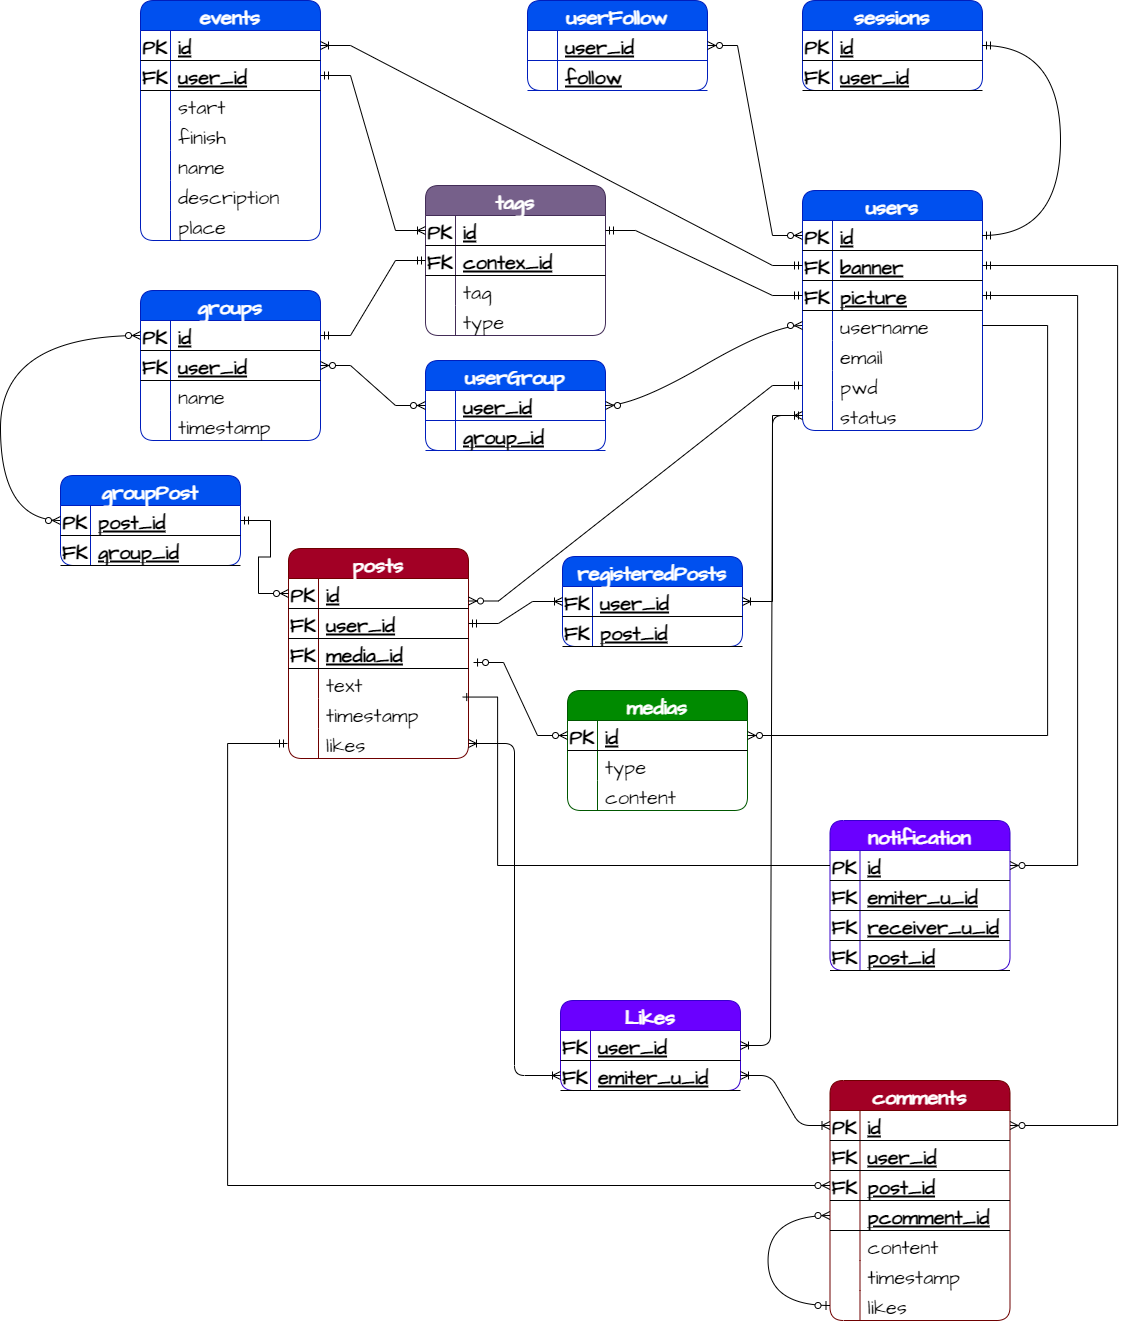 events
PK id
FK user_id
start
finish
name
description
place
userFollow
user_id
follow
sessions
PK id
FK user_id
tags
PK id
FK contex_id
tag
type
users
PK id
FK banner
FK picture
username
email
pwd
status
groups
PK id
FK user_id
name
timestamp
userGroup
user_id
group_id
groupPost
PK post_id
FK group_id
posts
PK id
FK user_id
FK media_id
text
timestamp
likes
registeredPosts
FK user_id
FK post_id
medias
PK id
type
content
notification
PK id
FK emiter_u_id
FK receiver_u_id
FK post_id
Likes
FK user_id
FK emiter_u_id
comments
PK id
FK user_id
FK post_id
pcomment_id
content
timestamp
likes